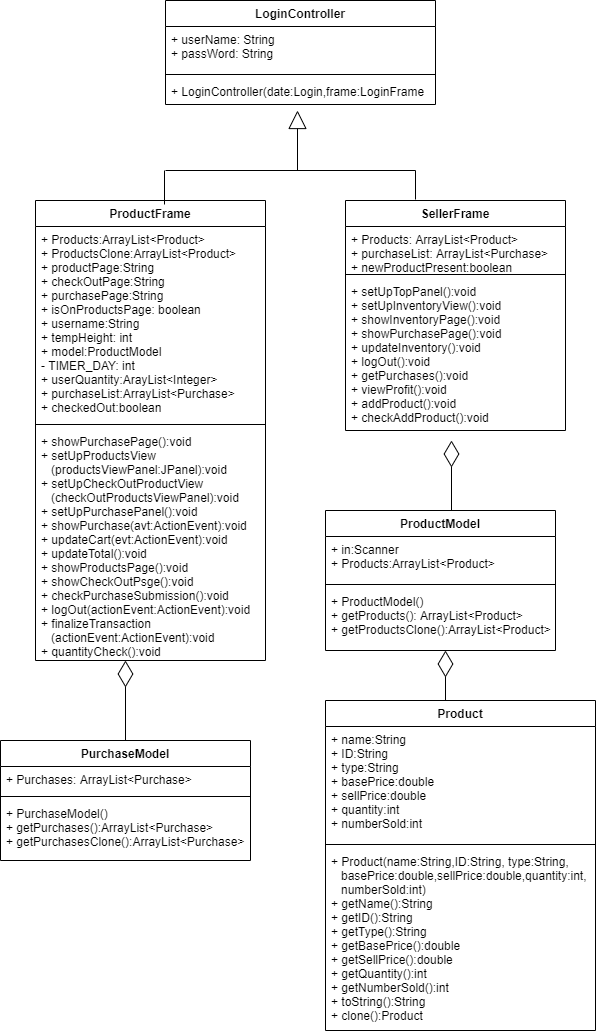 LoginController
+ userName: String
+ passWord: String
+ LoginController(date:Login,frame:LoginFrame
ProductFrame
+ Products:ArrayList<Product>
+ ProductsClone:ArrayList<Product>
+ productPage:String
+ checkOutPage:String
+ purchasePage:String
+ isOnProductsPage: boolean
+ username:String
+ tempHeight: int
+ model:ProductModel
- TIMER_DAY: int
+ userQuantity:ArayList<Integer>
+ purchaseList:ArrayList<Purchase>
+ checkedOut:boolean
+ showPurchasePage():void
+ setUpProductsView
(productsViewPanel:JPanel):void
+ setUpCheckOutProductView
(checkOutProductsViewPanel):void
+ setUpPurchasePanel():void
+ showPurchase(avt:ActionEvent):void
+ updateCart(evt:ActionEvent):void
+ updateTotal():void
+ showProductsPage():void
+ showCheckOutPsge():void
+ checkPurchaseSubmission():void
+ logOut(actionEvent:ActionEvent):void
+ finalizeTransaction
(actionEvent:ActionEvent):void
+ quantityCheck():void
SellerFrame
+ Products: ArrayList<Product>
+ purchaseList: ArrayList<Purchase>
+ newProductPresent:boolean
+ setUpTopPanel():void
+ setUpInventoryView():void
+ showInventoryPage():void
+ showPurchasePage():void
+ updateInventory():void
+ logOut():void
+ getPurchases():void
+ viewProfit():void
+ addProduct():void
+ checkAddProduct():void
ProductModel
+ in:Scanner
+ Products:ArrayList<Product>
+ ProductModel()
+ getProducts(): ArrayList<Product>
+ getProductsClone():ArrayList<Product>
PurchaseModel
+ Purchases: ArrayList<Purchase>
+ PurchaseModel()
+ getPurchases():ArrayList<Purchase>
+ getPurchasesClone():ArrayList<Purchase>
Product
+ name:String
+ ID:String
+ type:String
+ basePrice:double
+ sellPrice:double
+ quantity:int
+ numberSold:int
+ Product(name:String,ID:String, type:String,
basePrice:double,sellPrice:double,quantity:int,
numberSold:int)
+ getName():String
+ getID():String
+ getType():String
+ getBasePrice():double
+ getSellPrice():double
+ getQuantity():int
+ getNumberSold():int
+ toString():String
+ clone():Product